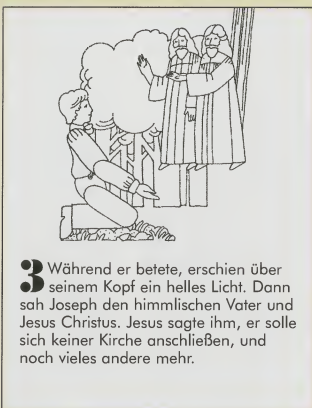 3 Während er betete, erschien über
seinem Kopf ein helles Licht. Dann
sah Joseph den himmlischen Vater und
Jesus Christus. Jesus sagte ihm, er solle
sich keiner Kirche anschließen, und
noch vieles andere mehr.